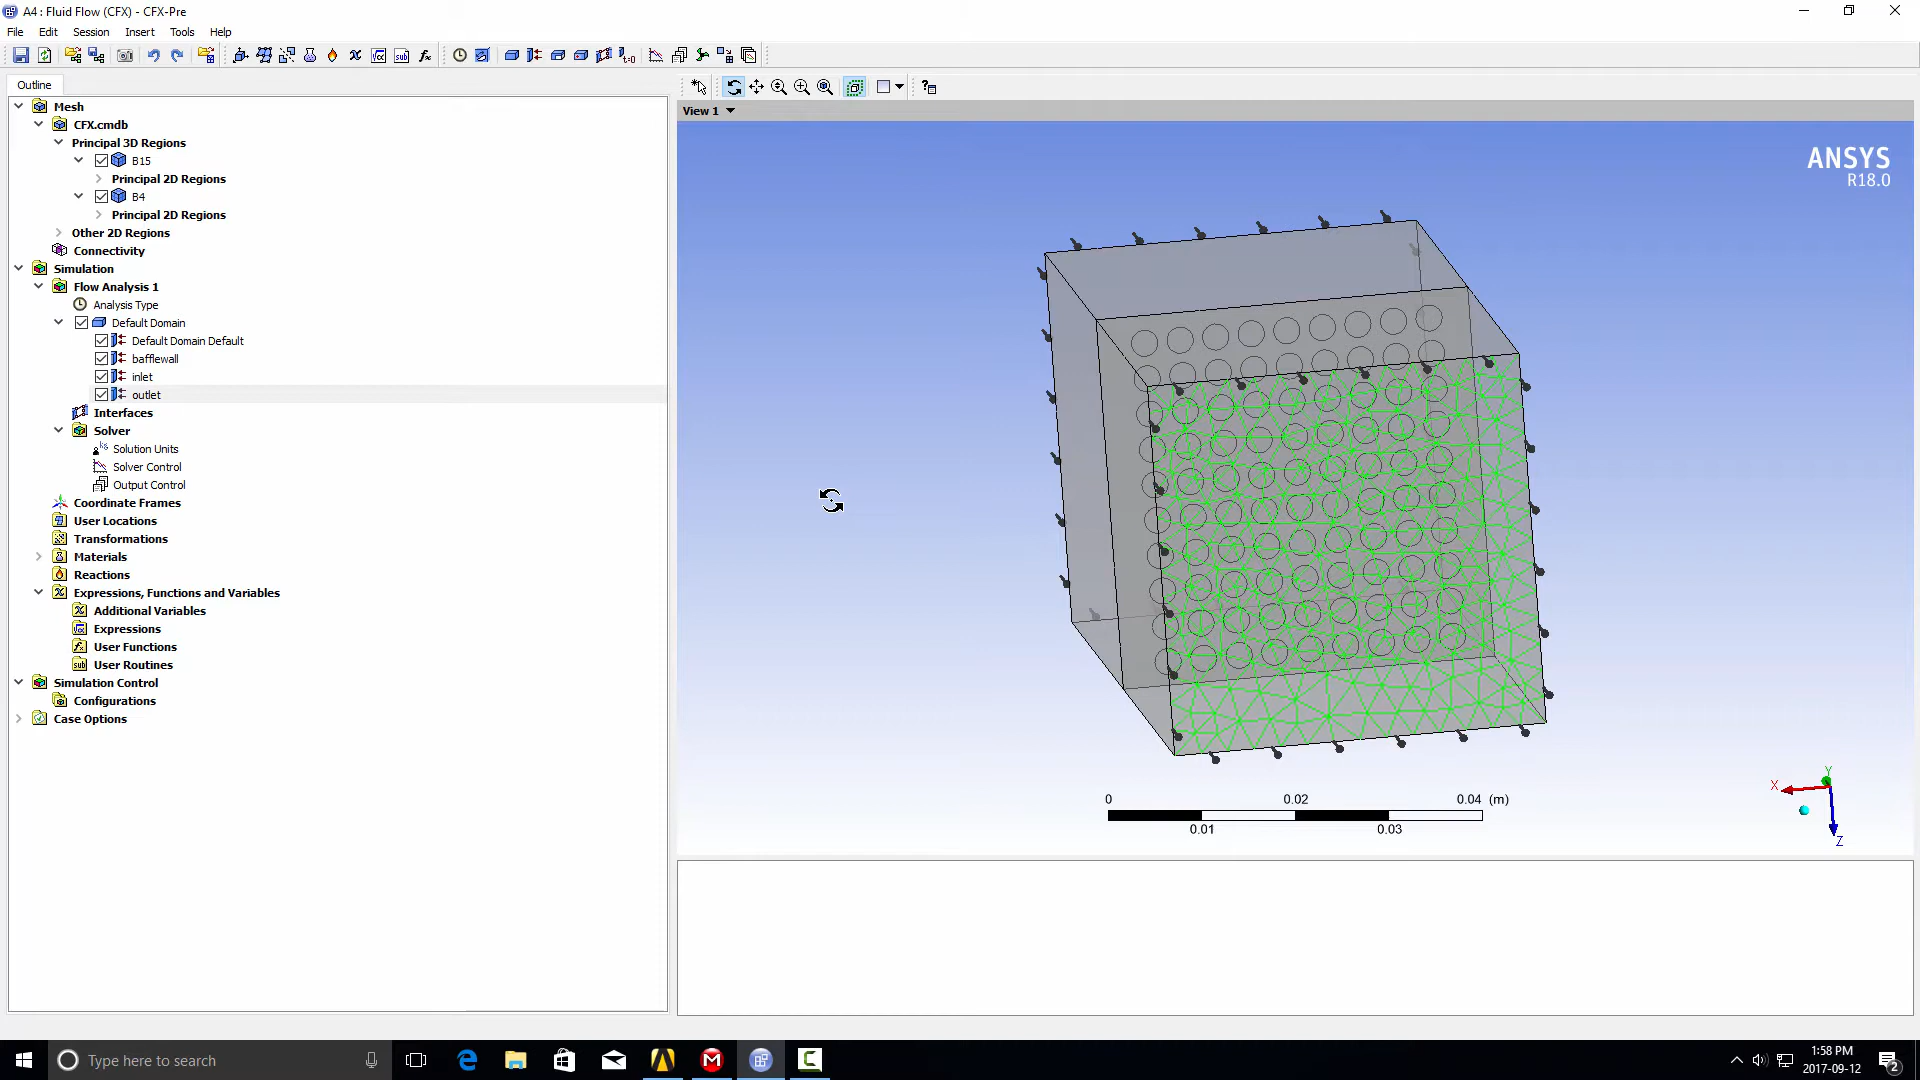 A4 : Fluid Flow (CFX) - CFX-Pre
File Edit Session Insert Tools Help
Outline
Mesh
CFX.cmdb
Principal 3D Regions
B15
Principal 2D Regions
B4
Principal 2D Regions
Other 2D Regions
Connectivity
Simulation
Flow Analysis 1
Analysis Type
Default Domain
Default Domain Default
bafflewall
inlet
outlet
Interfaces
Solver
Solution Units
Solver Control
Output Control
Coordinate Frames
User Locations
Transformations
Materials
Reactions
Expressions, Functions and Variables
Additional Variables
Expressions
User Functions
User Routines
Simulation Control
Configurations
Case Options
View 1
ANSYS
R18.0
0 0.02 0.04 (m)
0.01 0.03
X Y Z
Type here to search
1:58 PM
2017-09-12
2